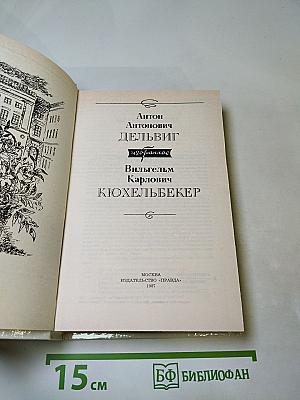 Антон
Антонович
ДЕЛЬВИГ
избранное
Вильгельм
Карлович
КЮХЕЛЬБЕКЕР
МОСКВА
ИЗДАТЕЛЬСТВО «ПРАВДА»
1987
15 см
БФ БИБЛИОФАН